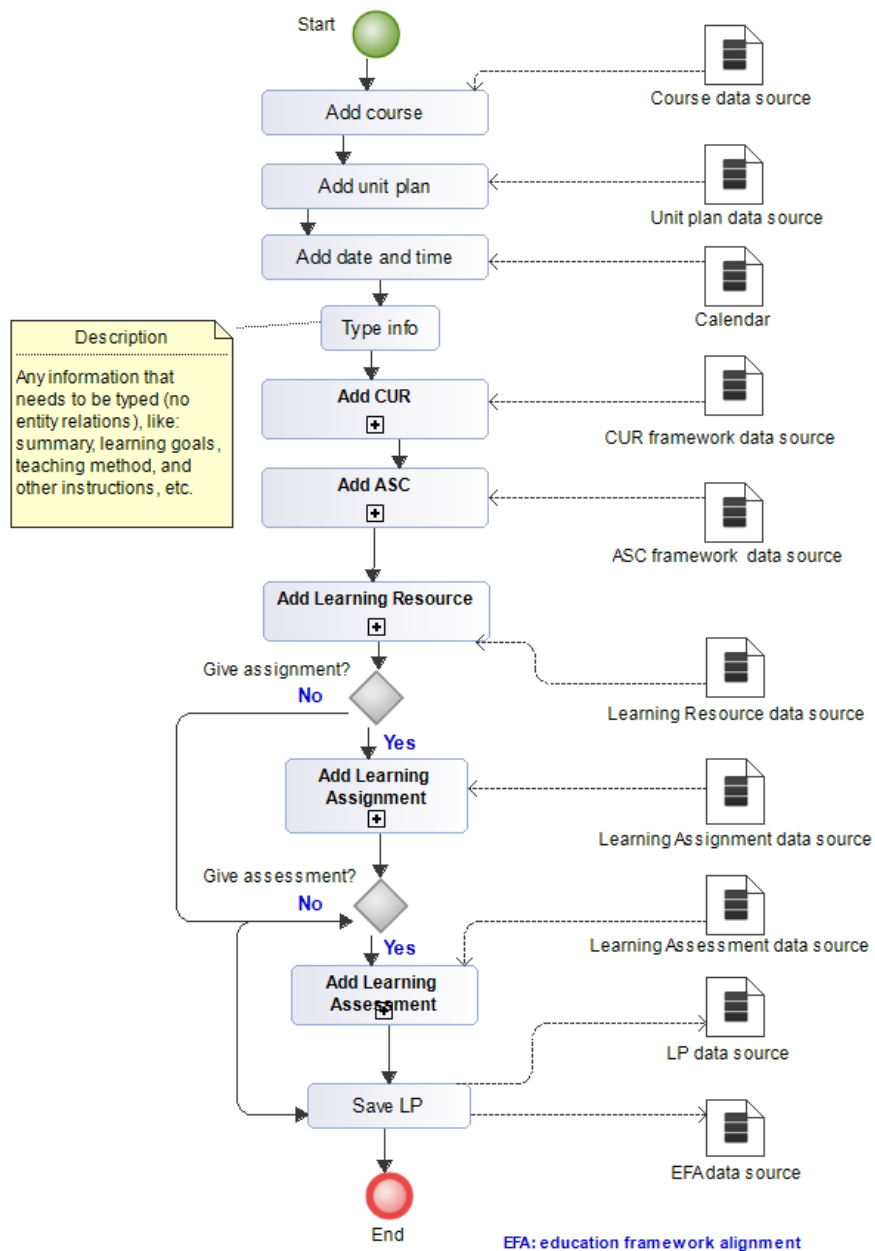 Start
Course data source
Add course
Add unit plan
Unit plan data source
Add date and time
Calendar
Type info
Description
Any information that
needs to be typed (no
entity relations), like:
summary, learning goals,
teaching method, and
other instructions, etc.
Add CUR
CUR framework data source
Add ASC
ASC framework data source
Add Learning Resource
Give assignment?
No
Learning Resource data source
Yes
Add Learning
Assignment
Learning Assignment data source
Give assessment?
No
Yes
Learning Assessment data source
Add Learning
Assessment
LP data source
Save LP
EFA data source
End
EFA: education framework alignment